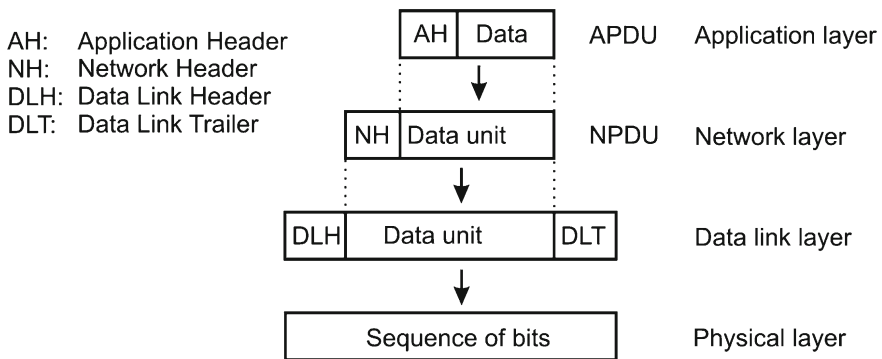 AH: Application Header
NH: Network Header
DLH: Data Link Header
DLT: Data Link Trailer
AH Data APDU Application layer
NH Data unit NPDU Network layer
DLH Data unit DLT Data link layer
Sequence of bits Physical layer